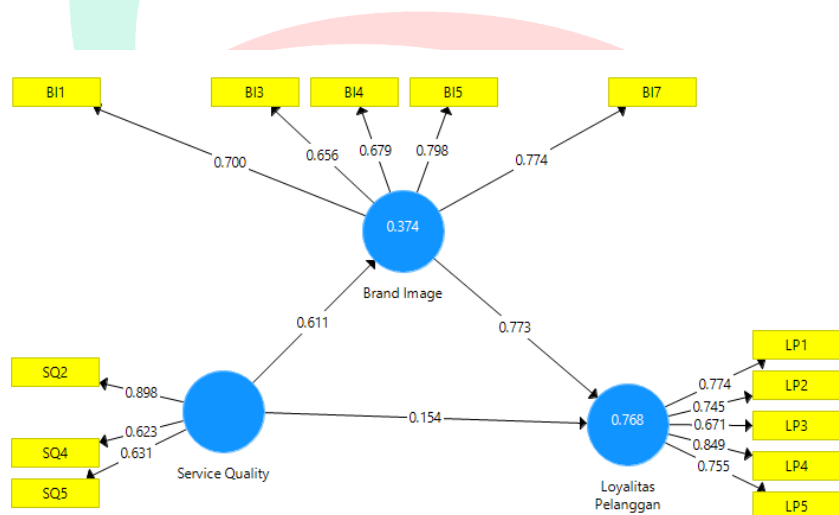 BI1
BI3
BI4
BI5
BI7
0.700
0.656
0.679
0.798
0.774
0.374
Brand Image
0.611
0.773
SQ2
SQ4
SQ5
0.898
0.623
0.631
Service Quality
0.154
0.768
Loyalitas
Pelanggan
0.774
0.745
0.671
0.849
0.755
LP1
LP2
LP3
LP4
LP5